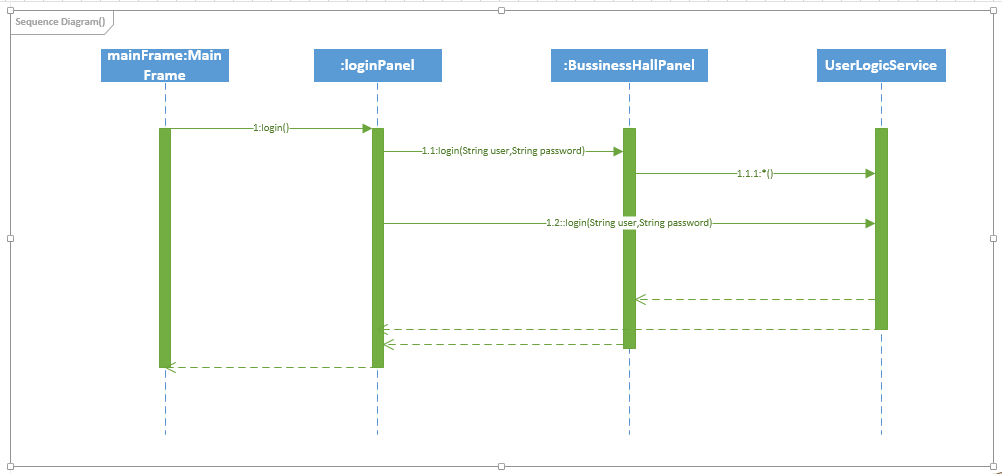 Sequence Diagram()
mainFrame:Main
Frame
:loginPanel
:BussinessHallPanel
UserLogicService
1:login()
1.1:login(String user,String password)
1.1.1:*()
1.2::login(String user,String password)